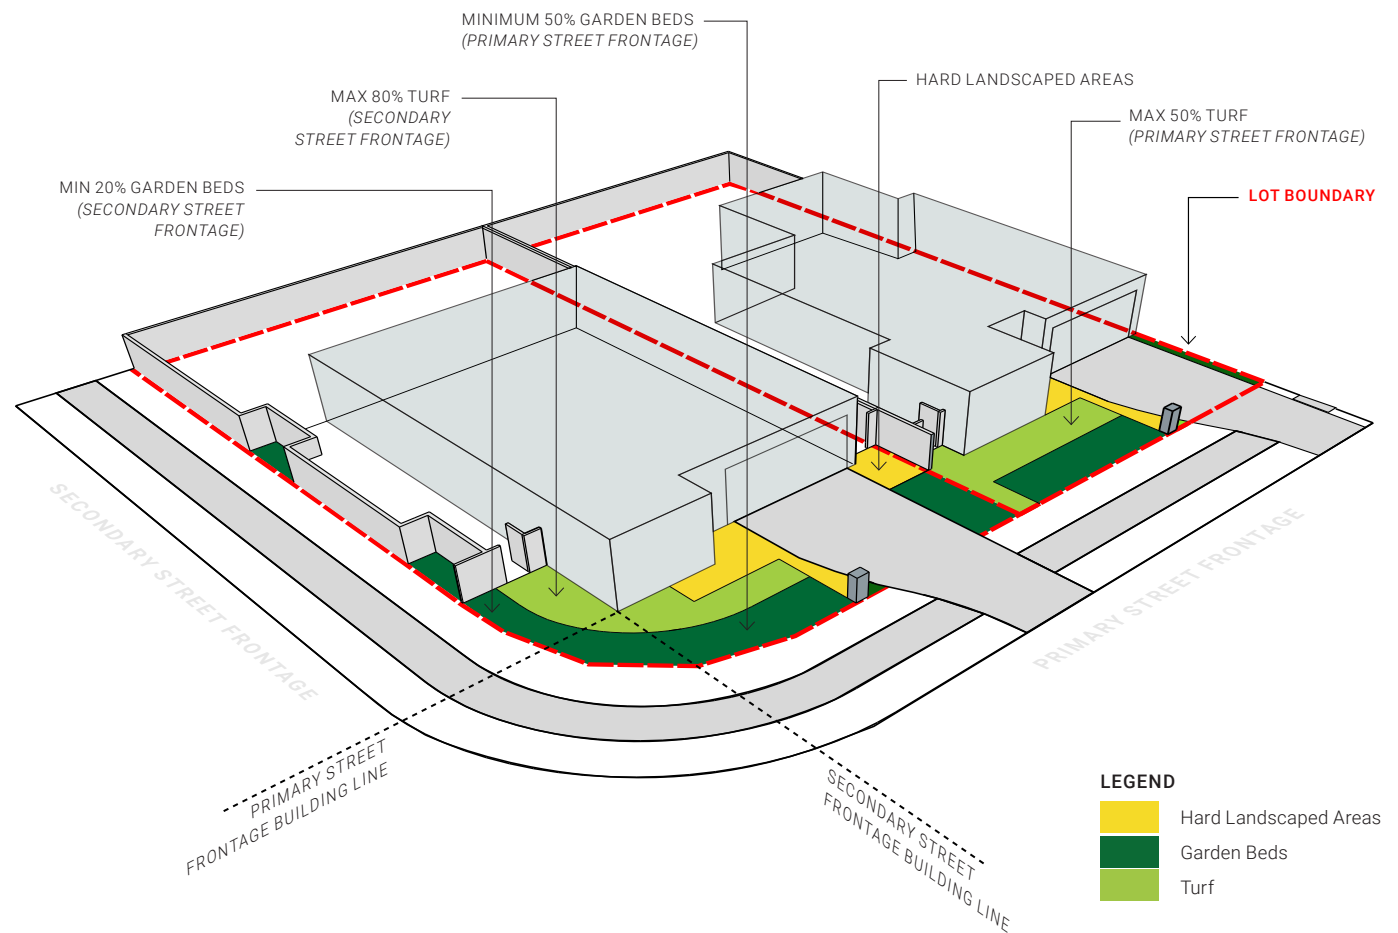 MINIMUM 50% GARDEN BEDS
(PRIMARY STREET FRONTAGE)
HARD LANDSCAPED AREAS
MAX 80% TURF
(SECONDARY
STREET FRONTAGE)
MAX 50% TURF
(PRIMARY STREET FRONTAGE)
MIN 20% GARDEN BEDS
(SECONDARY STREET
FRONTAGE)
LOT BOUNDARY
SECONDARY STREET FRONTAGE
PRIMARY STREET FRONTAGE
PRIMARY STREET
FRONTAGE BUILDING LINE
SECONDARY STREET
FRONTAGE BUILDING LINE
LEGEND
Hard Landscaped Areas
Garden Beds
Turf